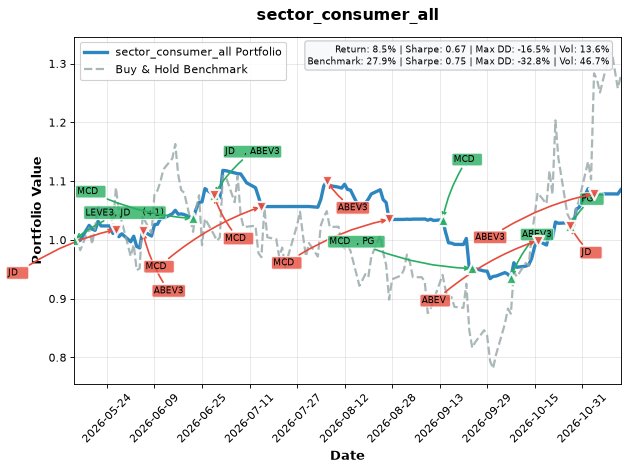 sector_consumer_all
sector_consumer_all Portfolio
Buy & Hold Benchmark
Return: 8.5% | Sharpe: 0.67 | Max DD: -16.5% | Vol: 13.6%
Benchmark: 27.9% | Sharpe: 0.75 | Max DD: -32.8% | Vol: 46.7%
1.3
1.2
1.1
1.0
0.9
0.8
Portfolio Value
JD , ABEV3
MCD
MCD
LEVE3, JD (+1)
PG
ABEV3
MCD
ABEV3
ABEV3
MCD , PG
JD
MCD
MCD
JD
ABEV3
ABEV
2026-05-24
2026-06-09
2026-06-25
2026-07-11
2026-07-27
2026-08-12
2026-08-28
2026-09-13
2026-09-29
2026-10-15
2026-10-31
Date